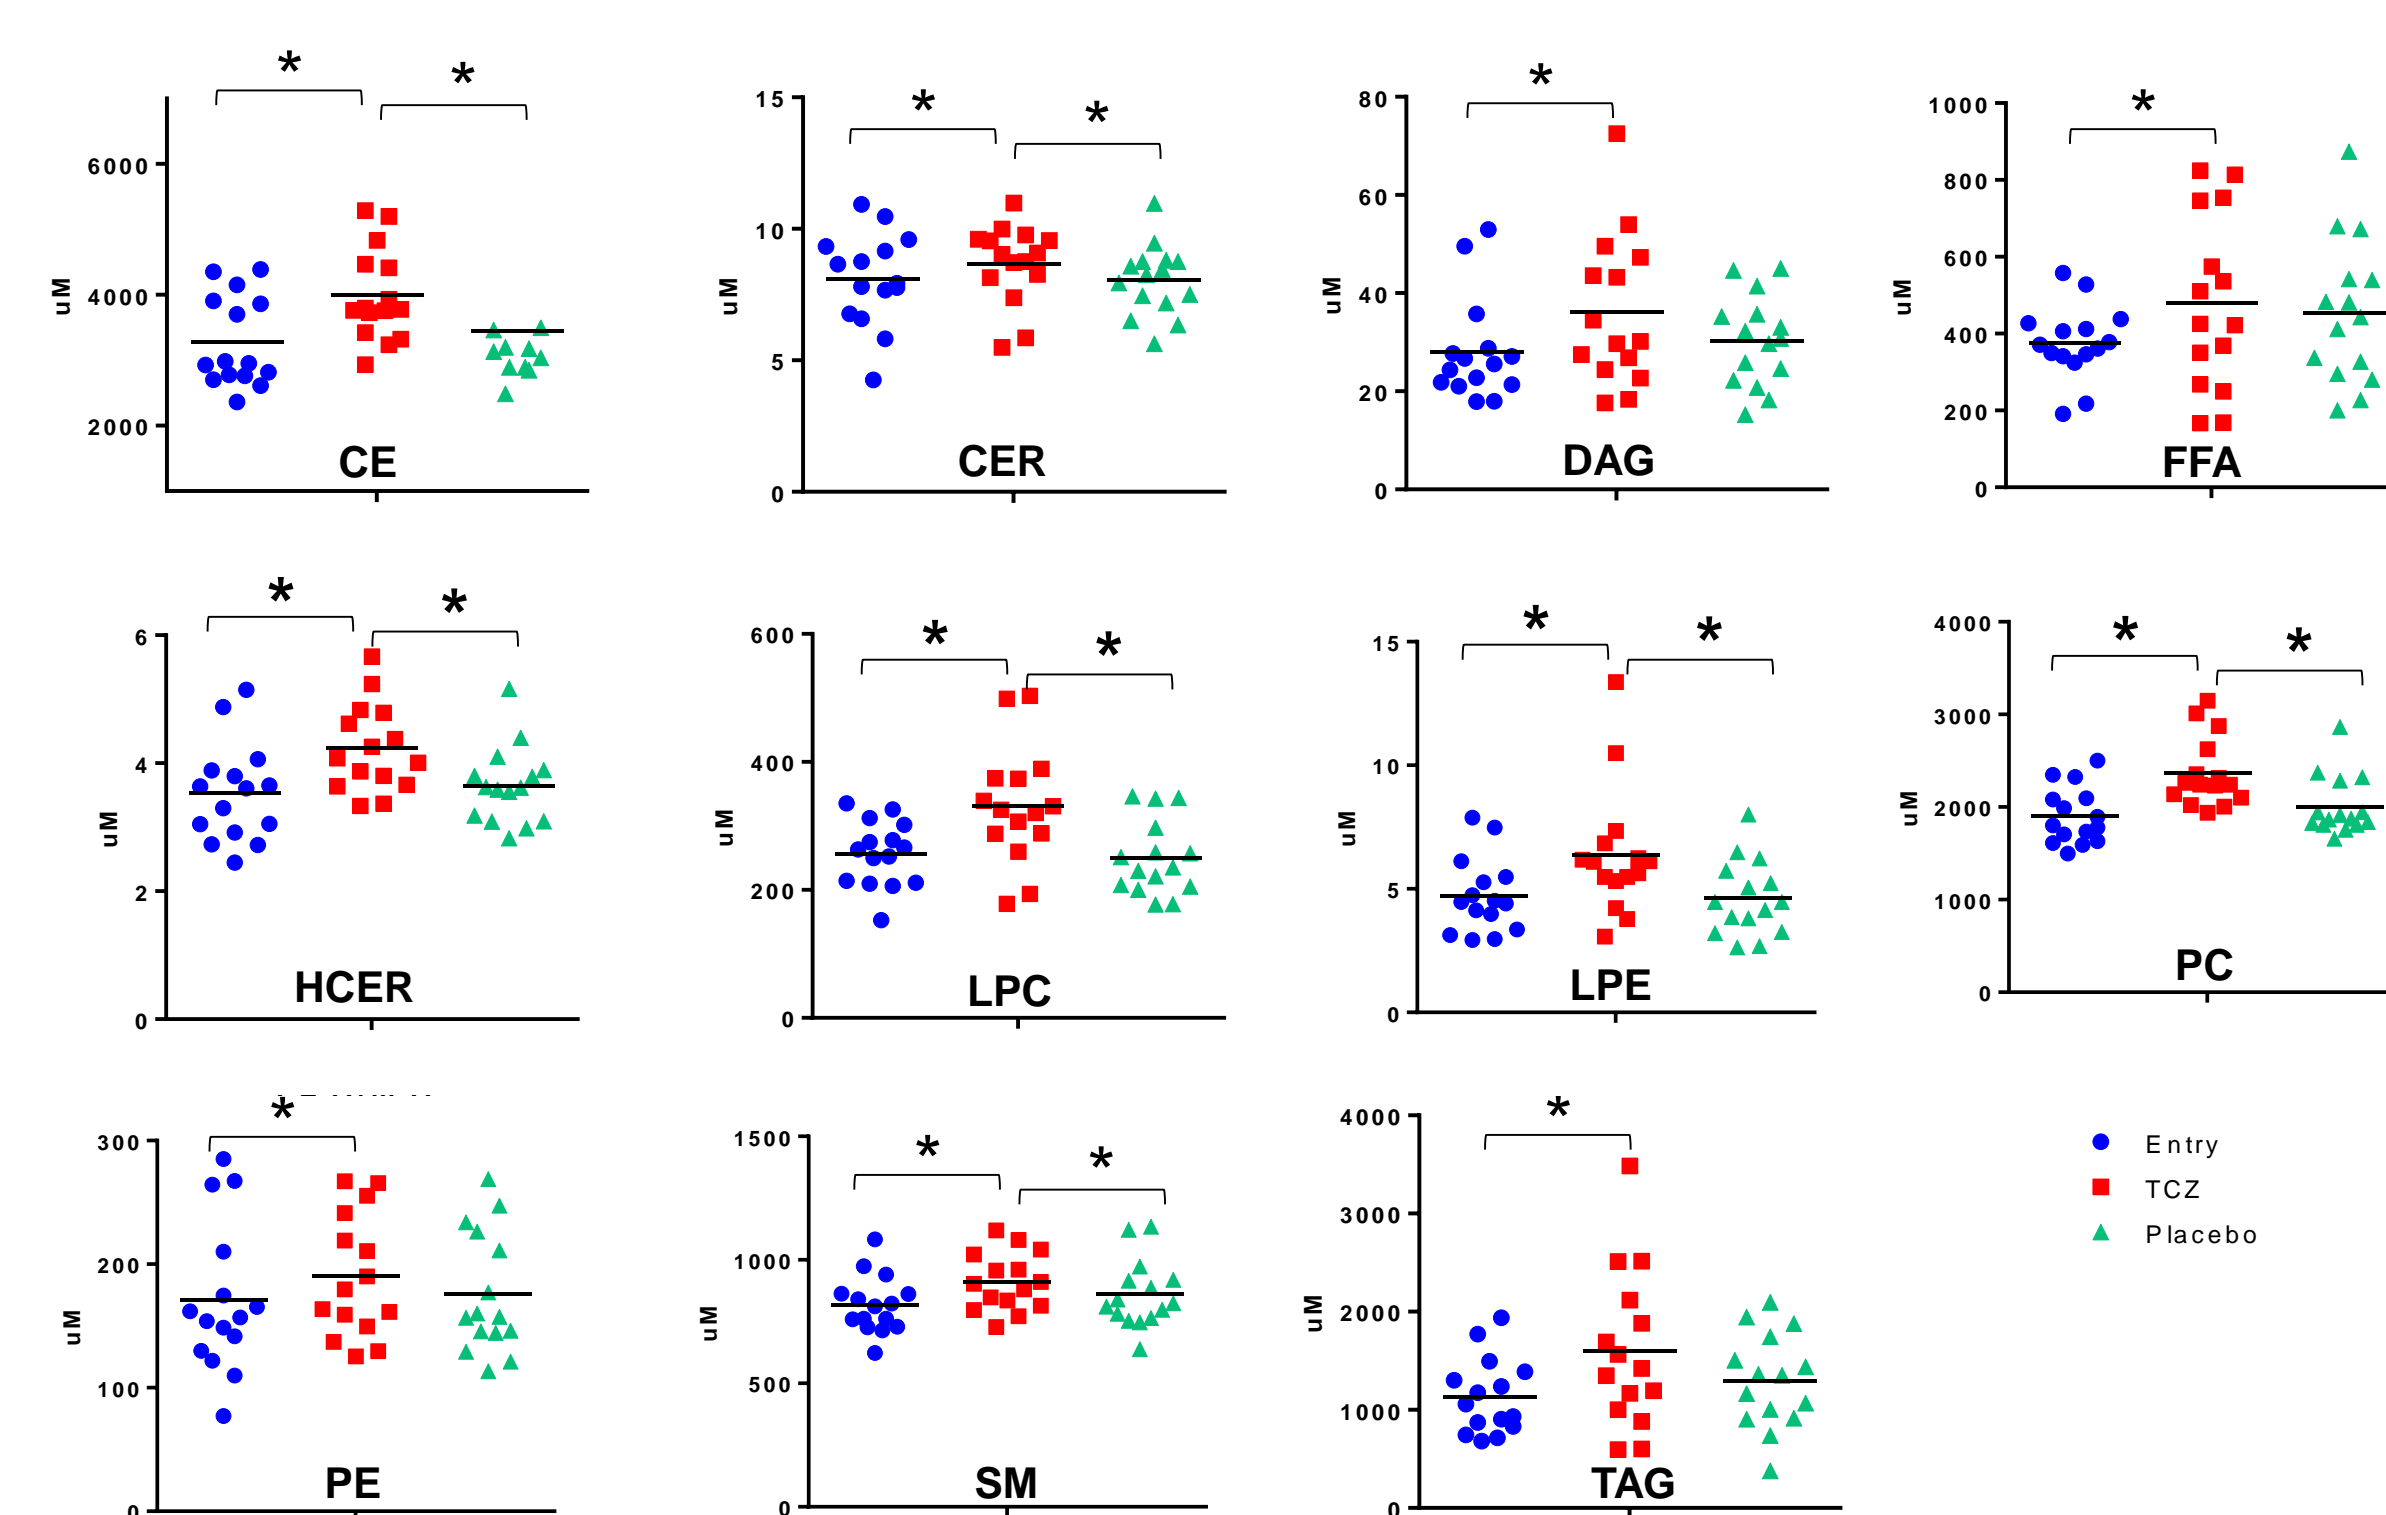 * *
6000
4000
2000
uM
CE
* *
15
10
5
0
uM
CER
*
80
60
40
20
0
uM
DAG
*
1000
800
600
400
200
0
uM
FFA
* *
6
4
2
0
uM
HCER
* *
600
400
200
0
uM
LPC
* *
15
10
5
0
uM
LPE
* *
4000
3000
2000
1000
0
uM
PC
*
300
200
100
0
uM
PE
* *
1500
1000
500
0
uM
SM
*
4000
3000
2000
1000
0
uM
TAG
Entry
TCZ
Placebo